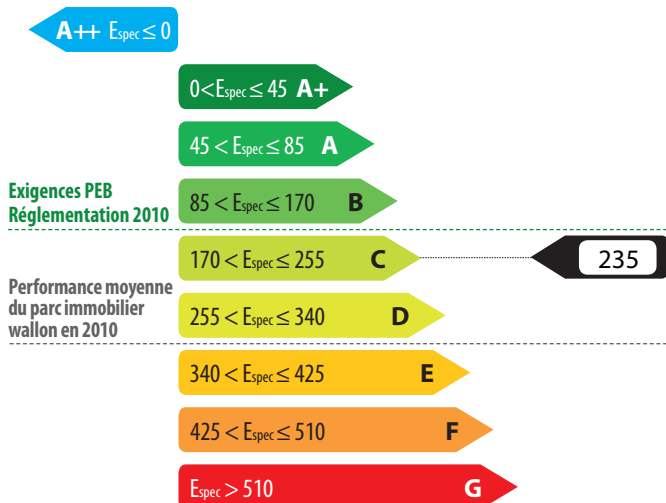 A++ Espec ≤ 0
0 < Espec ≤ 45 A+
45 < Espec ≤ 85 A
Exigences PEB
Réglementation 2010
85 < Espec ≤ 170 B
170 < Espec ≤ 255 C
235
Performance moyenne
du parc immobilier
wallon en 2010
255 < Espec ≤ 340 D
340 < Espec ≤ 425 E
425 < Espec ≤ 510 F
Espec > 510 G